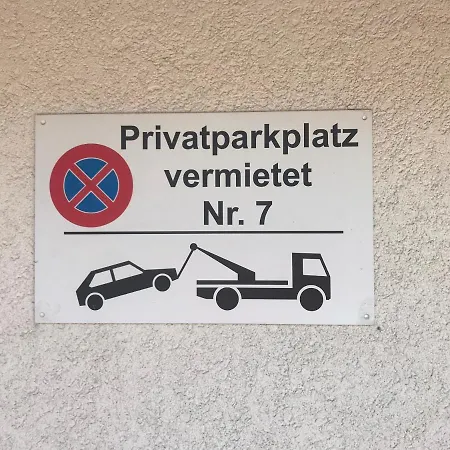 Privatparkplatz
vermietet
Nr. 7